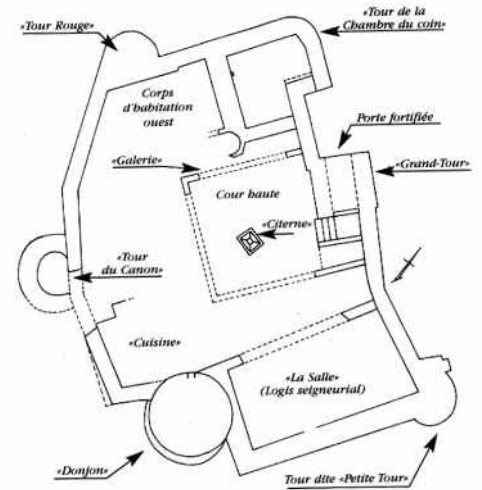 «Tour Rouge»
«Tour de la
Chambre du coin»
Corps
d'habitation
ouest
Porte fortifiée
«Galerie»
«Grand-Tour»
Cour haute
«Citerne»
«Tour
du Canon»
«Cuisine»
«La Salle»
(Logis seigneurial)
«Donjon»
Tour dite «Petite Tour»